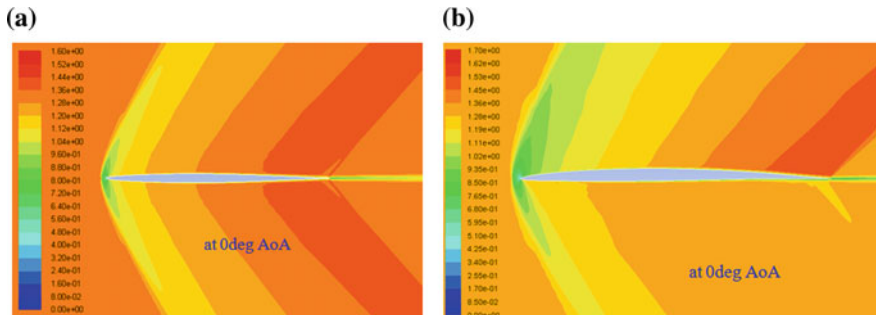 (a)
1.60e+00
1.52e+00
1.44e+00
1.36e+00
1.28e+00
1.20e+00
1.12e+00
1.04e+00
9.60e-01
8.80e-01
8.00e-01
7.20e-01
6.40e-01
5.60e-01
4.80e-01
4.00e-01
3.20e-01
2.40e-01
1.60e-01
8.00e-02
0.00e+00
at 0deg AoA
(b)
1.70e+00
1.62e+00
1.53e+00
1.45e+00
1.36e+00
1.28e+00
1.19e+00
1.11e+00
1.02e+00
9.35e-01
8.50e-01
7.65e-01
6.80e-01
5.95e-01
5.10e-01
4.25e-01
3.40e-01
2.55e-01
1.70e-01
8.50e-02
0.00e+00
at 0deg AoA